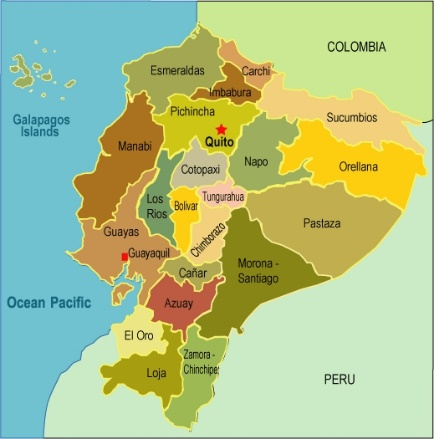 COLOMBIA
Esmeraldas
Carchi
Imbabura
Galapagos
Islands
Pichincha
Sucumbios
Quito
Manabi
Napo
Orellana
Cotopaxi
Los
Rios
Bolivar
Tungurahua
Guayas
Pastaza
Chimborazo
Guayaquil
Morona -
Santiago
Cañar
Ocean Pacific
Azuay
El Oro
Zamora -
Chinchipe
Loja
PERU